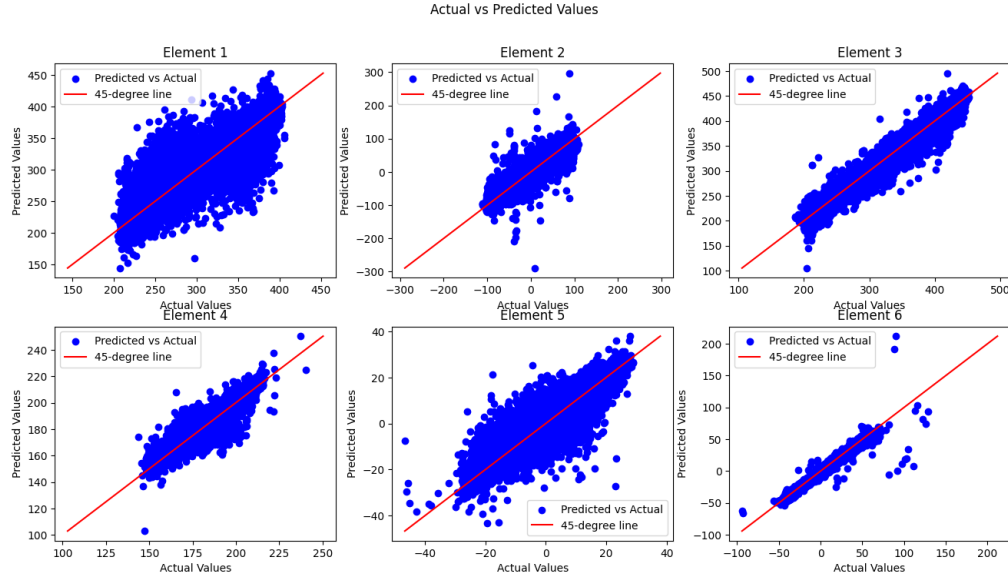 Actual vs Predicted Values
Element 1
Predicted vs Actual
45-degree line
450
400
350
300
250
200
150
Predicted Values
150
200
250
300
350
400
450
Actual Values
Element 2
Predicted vs Actual
45-degree line
300
200
100
0
−100
−200
−300
Predicted Values
−300
−200
−100
0
100
200
300
Actual Values
Element 3
Predicted vs Actual
45-degree line
500
450
400
350
300
250
200
150
100
Predicted Values
100
200
300
400
500
Actual Values
Element 4
Predicted vs Actual
45-degree line
240
220
200
180
160
140
120
100
Predicted Values
100
125
150
175
200
225
250
Actual Values
Element 5
Predicted vs Actual
45-degree line
40
20
0
−20
−40
Predicted Values
−40
−20
0
20
40
Actual Values
Element 6
Predicted vs Actual
45-degree line
200
150
100
50
0
−50
−100
Predicted Values
−100
−50
0
50
100
150
200
Actual Values